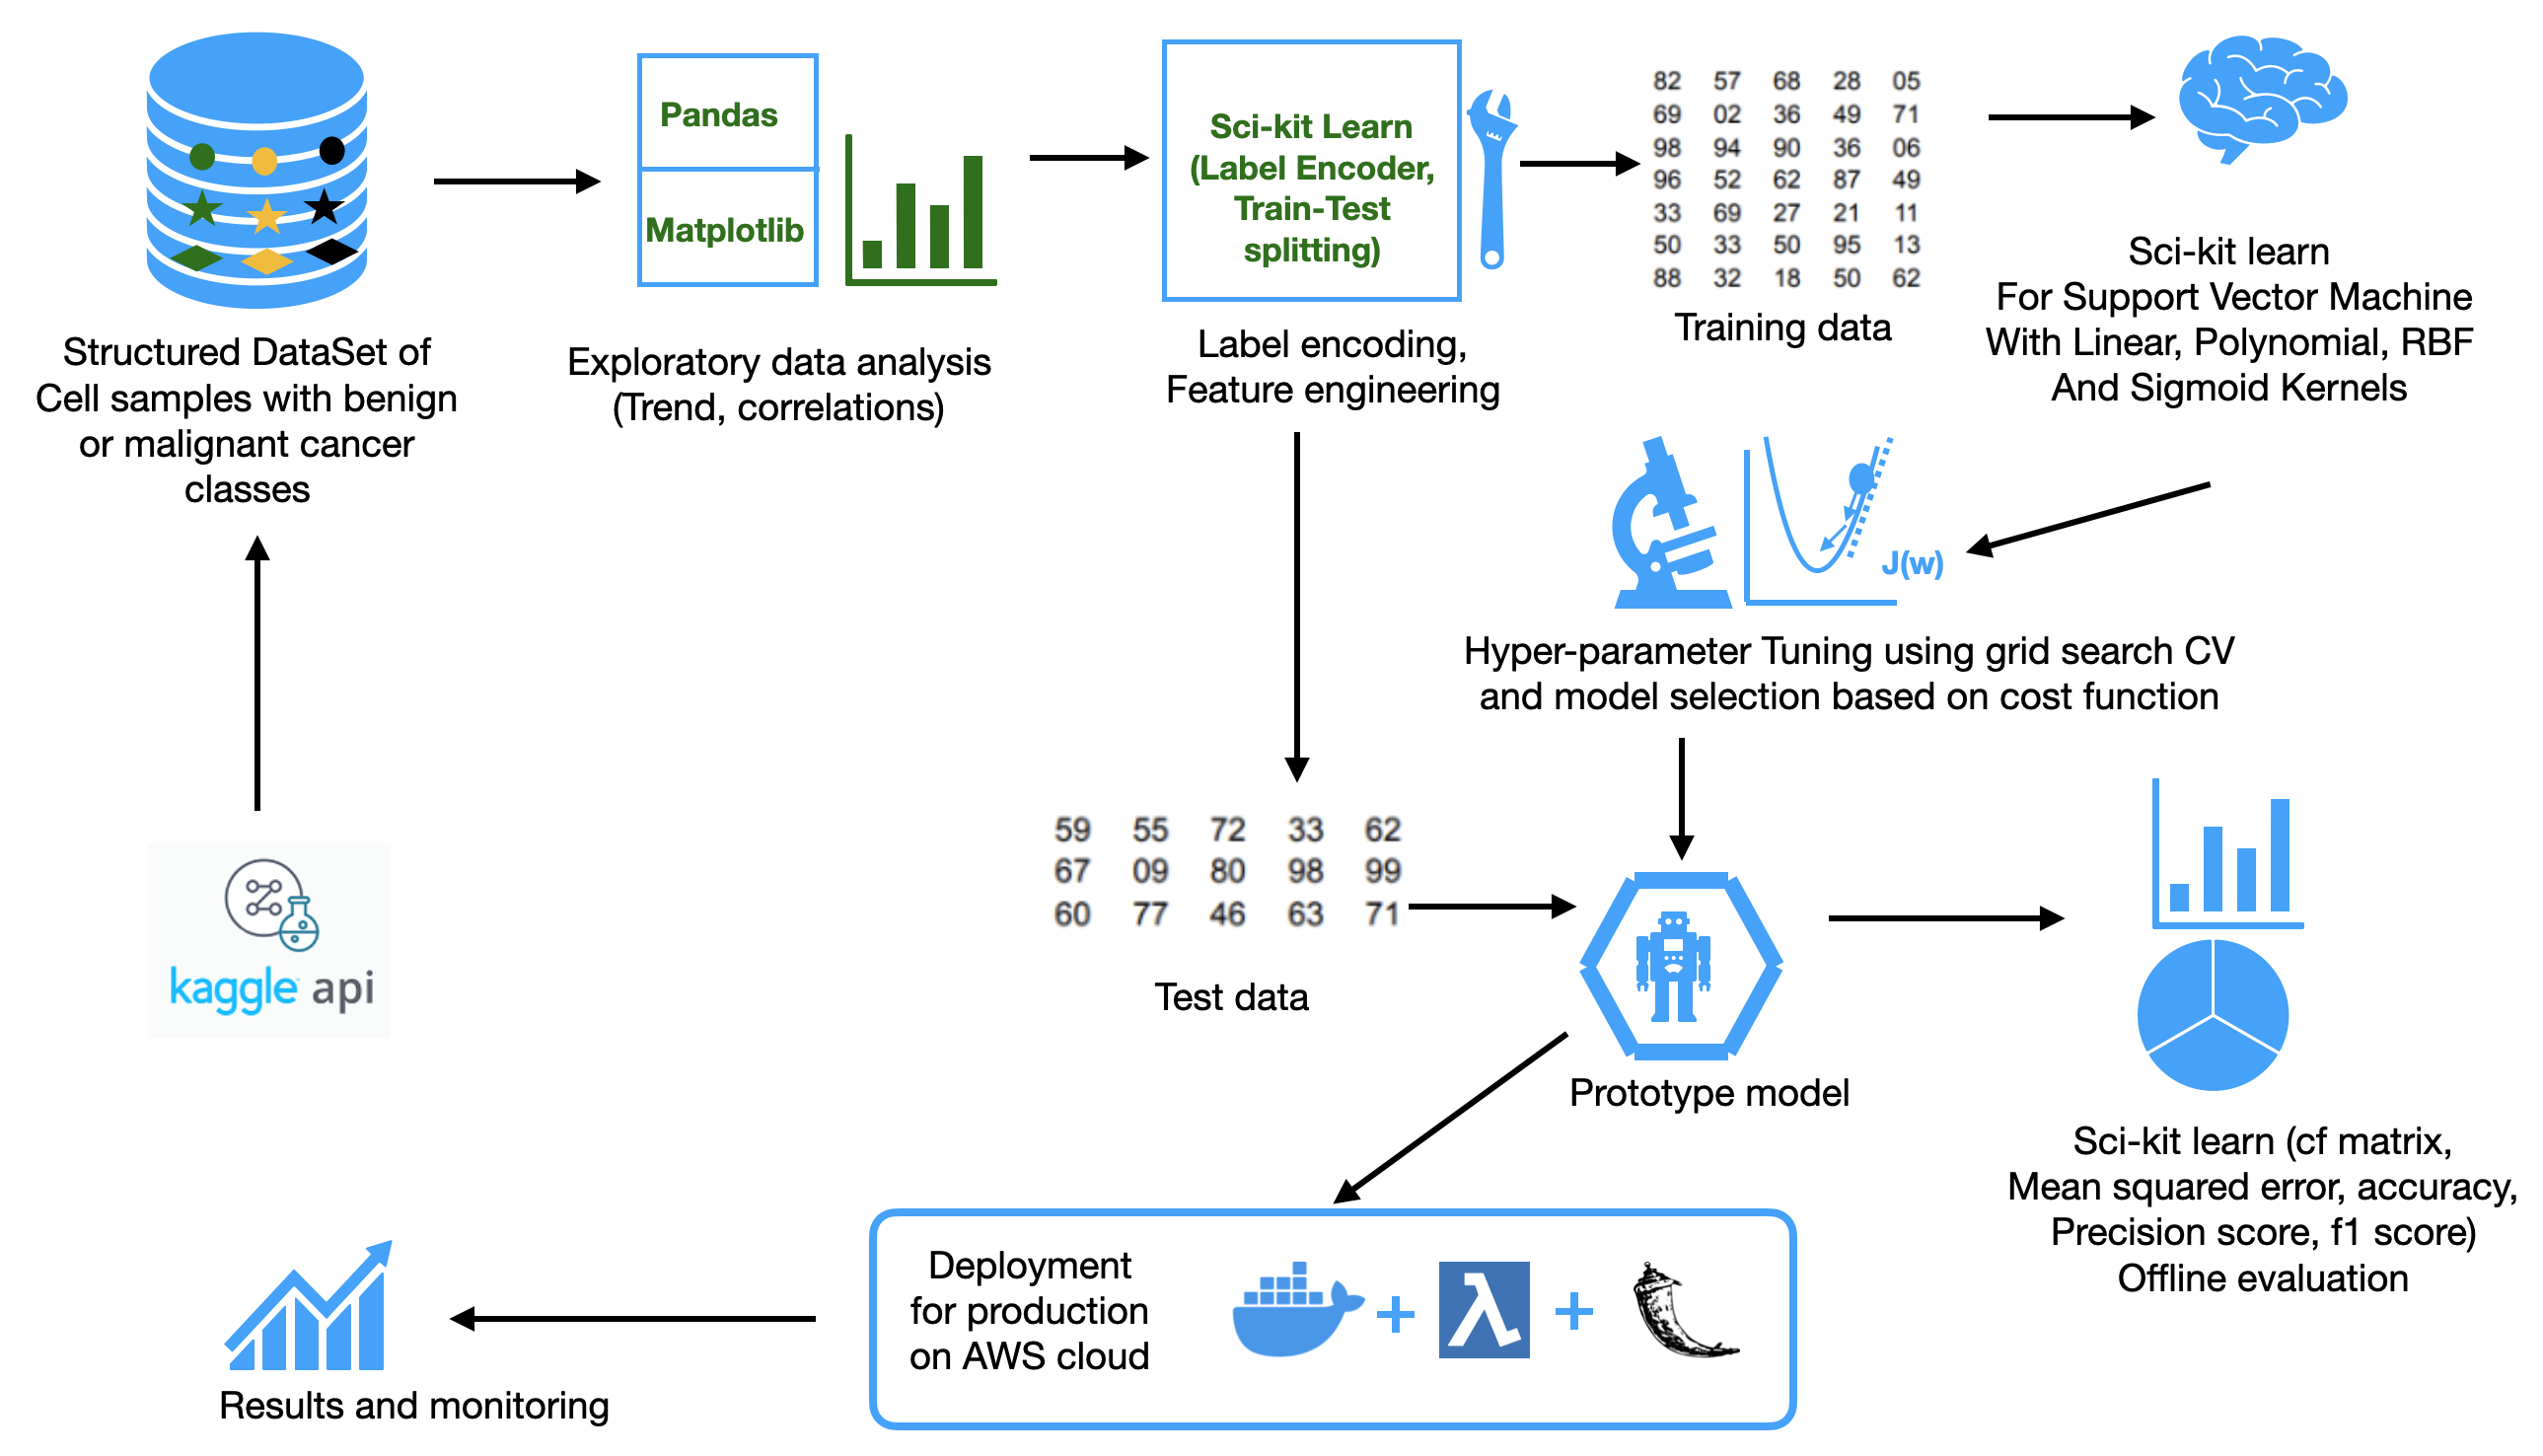 Structured DataSet of
Cell samples with benign
or malignant cancer
classes
kaggle api
Pandas
Matplotlib
Exploratory data analysis
(Trend, correlations)
Sci-kit Learn
(Label Encoder,
Train-Test
splitting)
Label encoding,
Feature engineering
82 57 68 28 05
69 02 36 49 71
98 94 90 36 06
96 52 62 87 49
33 69 27 21 11
50 33 50 95 13
88 32 18 50 62
Training data
Sci-kit learn
For Support Vector Machine
With Linear, Polynomial, RBF
And Sigmoid Kernels
J(w)
Hyper-parameter Tuning using grid search CV
and model selection based on cost function
59 55 72 33 62
67 09 80 98 99
60 77 46 63 71
Test data
Prototype model
Sci-kit learn (cf matrix,
Mean squared error, accuracy,
Precision score, f1 score)
Offline evaluation
Deployment
for production
on AWS cloud
+ λ +
Results and monitoring